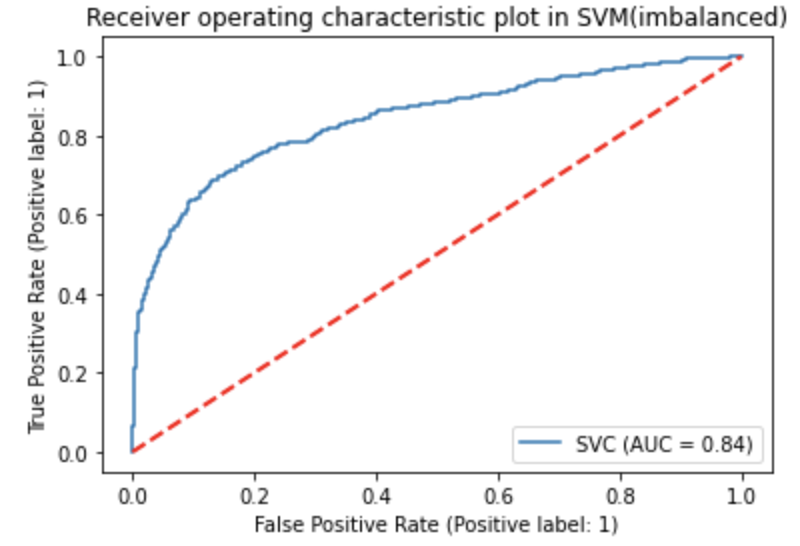 Receiver operating characteristic plot in SVM(imbalanced)
True Positive Rate (Positive label: 1)
1.0
0.8
0.6
0.4
0.2
0.0
SVC (AUC = 0.84)
0.0 0.2 0.4 0.6 0.8 1.0
False Positive Rate (Positive label: 1)